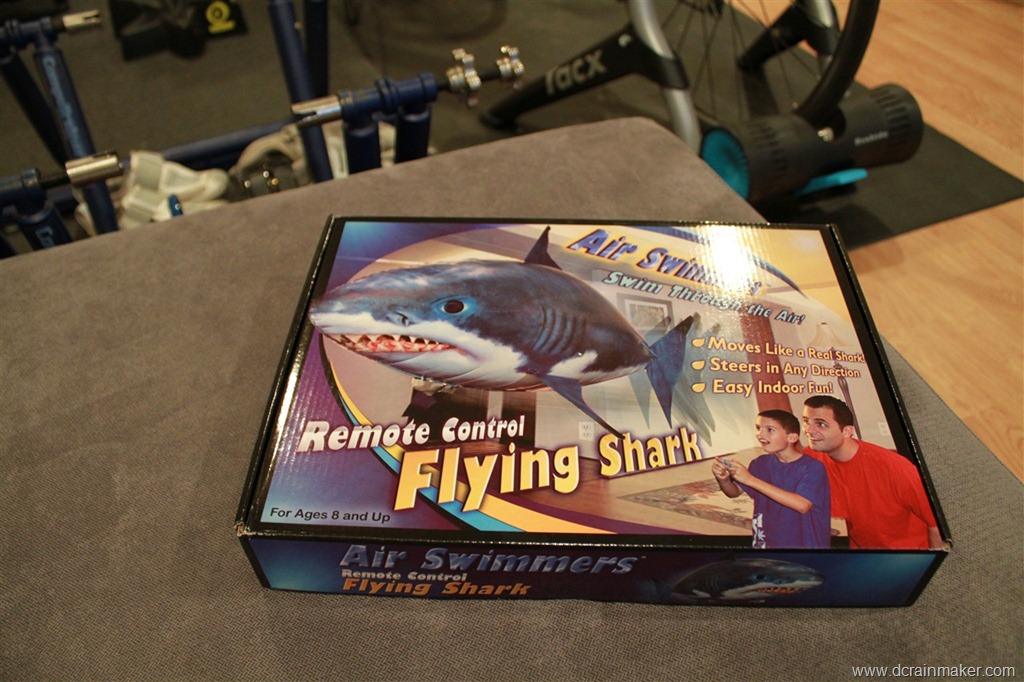 Tacx
Air Swimmers
Swim Through the Air!
Moves Like a Real Shark!
Steers in Any Direction
Easy Indoor Fun!
Remote Control
Flying Shark
For Ages 8 and Up
Air Swimmers
Remote Control
Flying Shark
www.dcrainmaker.com